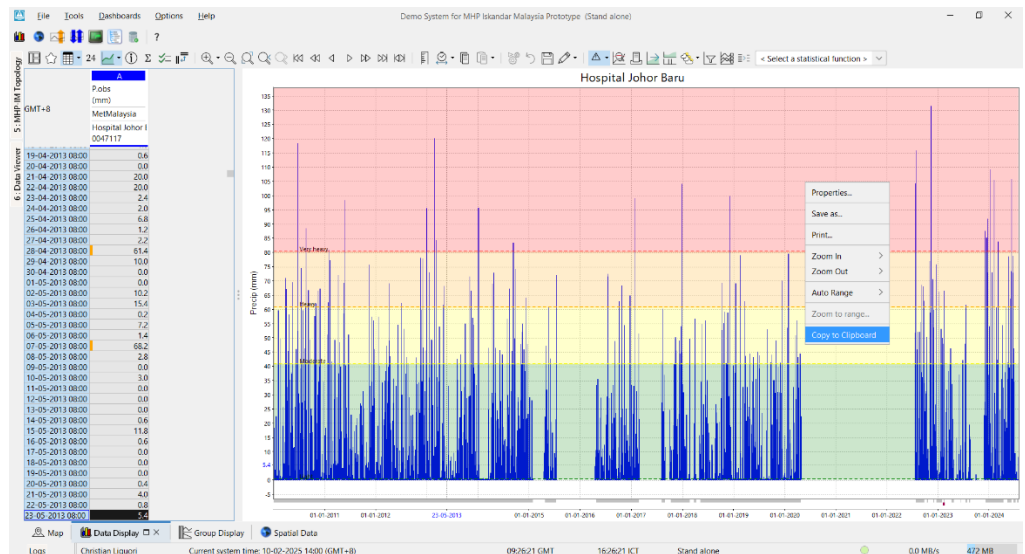 Demo System for MHP Iskandar Malaysia Prototype (Stand alone)
File Tools Dashboards Options Help
?
24 Σ < Select a statistical function >
5 : MHP IM Topology
6 : Data Viewer
A
GMT+8
P.obs
(mm)
MetMalaysia
Hospital Johor I
0047117
19-04-2013 08:00 0.6
20-04-2013 08:00 0.0
21-04-2013 08:00 20.0
22-04-2013 08:00 20.0
23-04-2013 08:00 2.4
24-04-2013 08:00 2.0
25-04-2013 08:00 6.8
26-04-2013 08:00 1.2
27-04-2013 08:00 2.2
28-04-2013 08:00 61.4
29-04-2013 08:00 10.0
30-04-2013 08:00 0.0
01-05-2013 08:00 0.0
02-05-2013 08:00 10.2
03-05-2013 08:00 15.4
04-05-2013 08:00 0.2
05-05-2013 08:00 7.2
06-05-2013 08:00 1.4
07-05-2013 08:00 68.2
08-05-2013 08:00 2.8
09-05-2013 08:00 0.0
10-05-2013 08:00 3.0
11-05-2013 08:00 0.0
12-05-2013 08:00 0.0
13-05-2013 08:00 0.0
14-05-2013 08:00 0.6
15-05-2013 08:00 11.8
16-05-2013 08:00 0.6
17-05-2013 08:00 0.0
18-05-2013 08:00 0.0
19-05-2013 08:00 0.0
20-05-2013 08:00 0.4
21-05-2013 08:00 4.0
22-05-2013 08:00 0.8
23-05-2013 08:00 5.4
Hospital Johor Baru
Precip (mm)
135
130
125
120
115
110
105
100
95
90
85
80
75
70
65
60
55
50
45
40
35
30
25
20
15
10
5.4
0
-5
Very heavy
Heavy
Moderate
01-01-2011 01-01-2012 23-05-2013 01-01-2015 01-01-2016 01-01-2017 01-01-2018 01-01-2019 01-01-2020 01-01-2021 01-01-2022 01-01-2023 01-01-2024
Properties...
Save as...
Print...
Zoom In
Zoom Out
Auto Range
Zoom to range...
Copy to Clipboard
Map Data Display Group Display Spatial Data
Logs Christian Liguori Current system time: 10-02-2025 14:00 (GMT+8) 09:26:21 GMT 16:26:21 ICT Stand alone 0.0 MB/s 472 MB